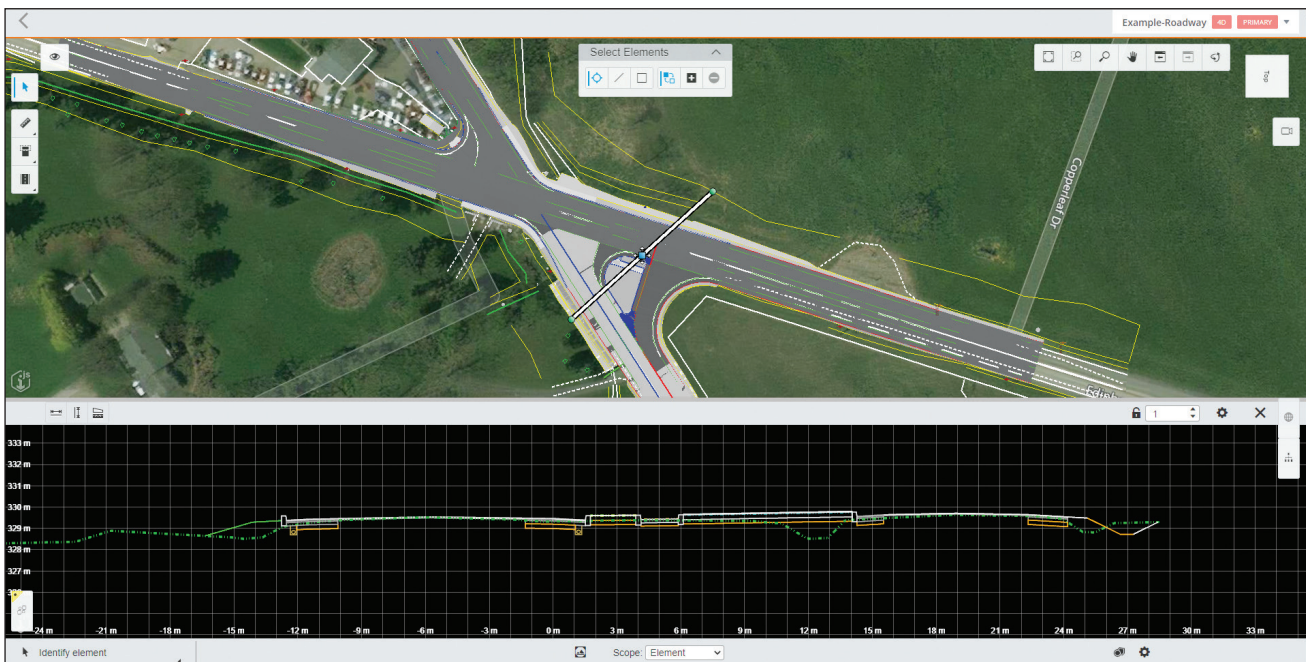 Example-Roadway 4D PRIMARY
Select Elements
Top
Copperleaf Dr
js
1
333 m
332 m
331 m
330 m
329 m
328 m
327 m
-24 m -21 m -15 m -12 m -9 m -6 m -3 m 0 m 3 m 6 m 9 m 12 m 15 m 18 m 21 m 24 m 27 m 30 m 33 m
Identify element Scope: Element